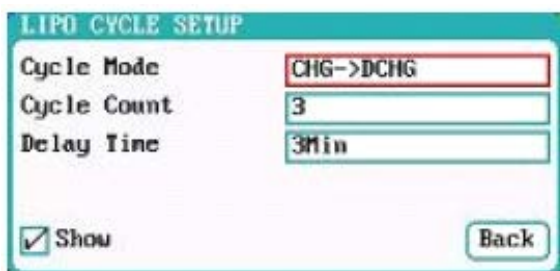 LIPO CYCLE SETUP
Cycle Mode CHG->DCHG
Cycle Count 3
Delay Time 3Min
Show Back